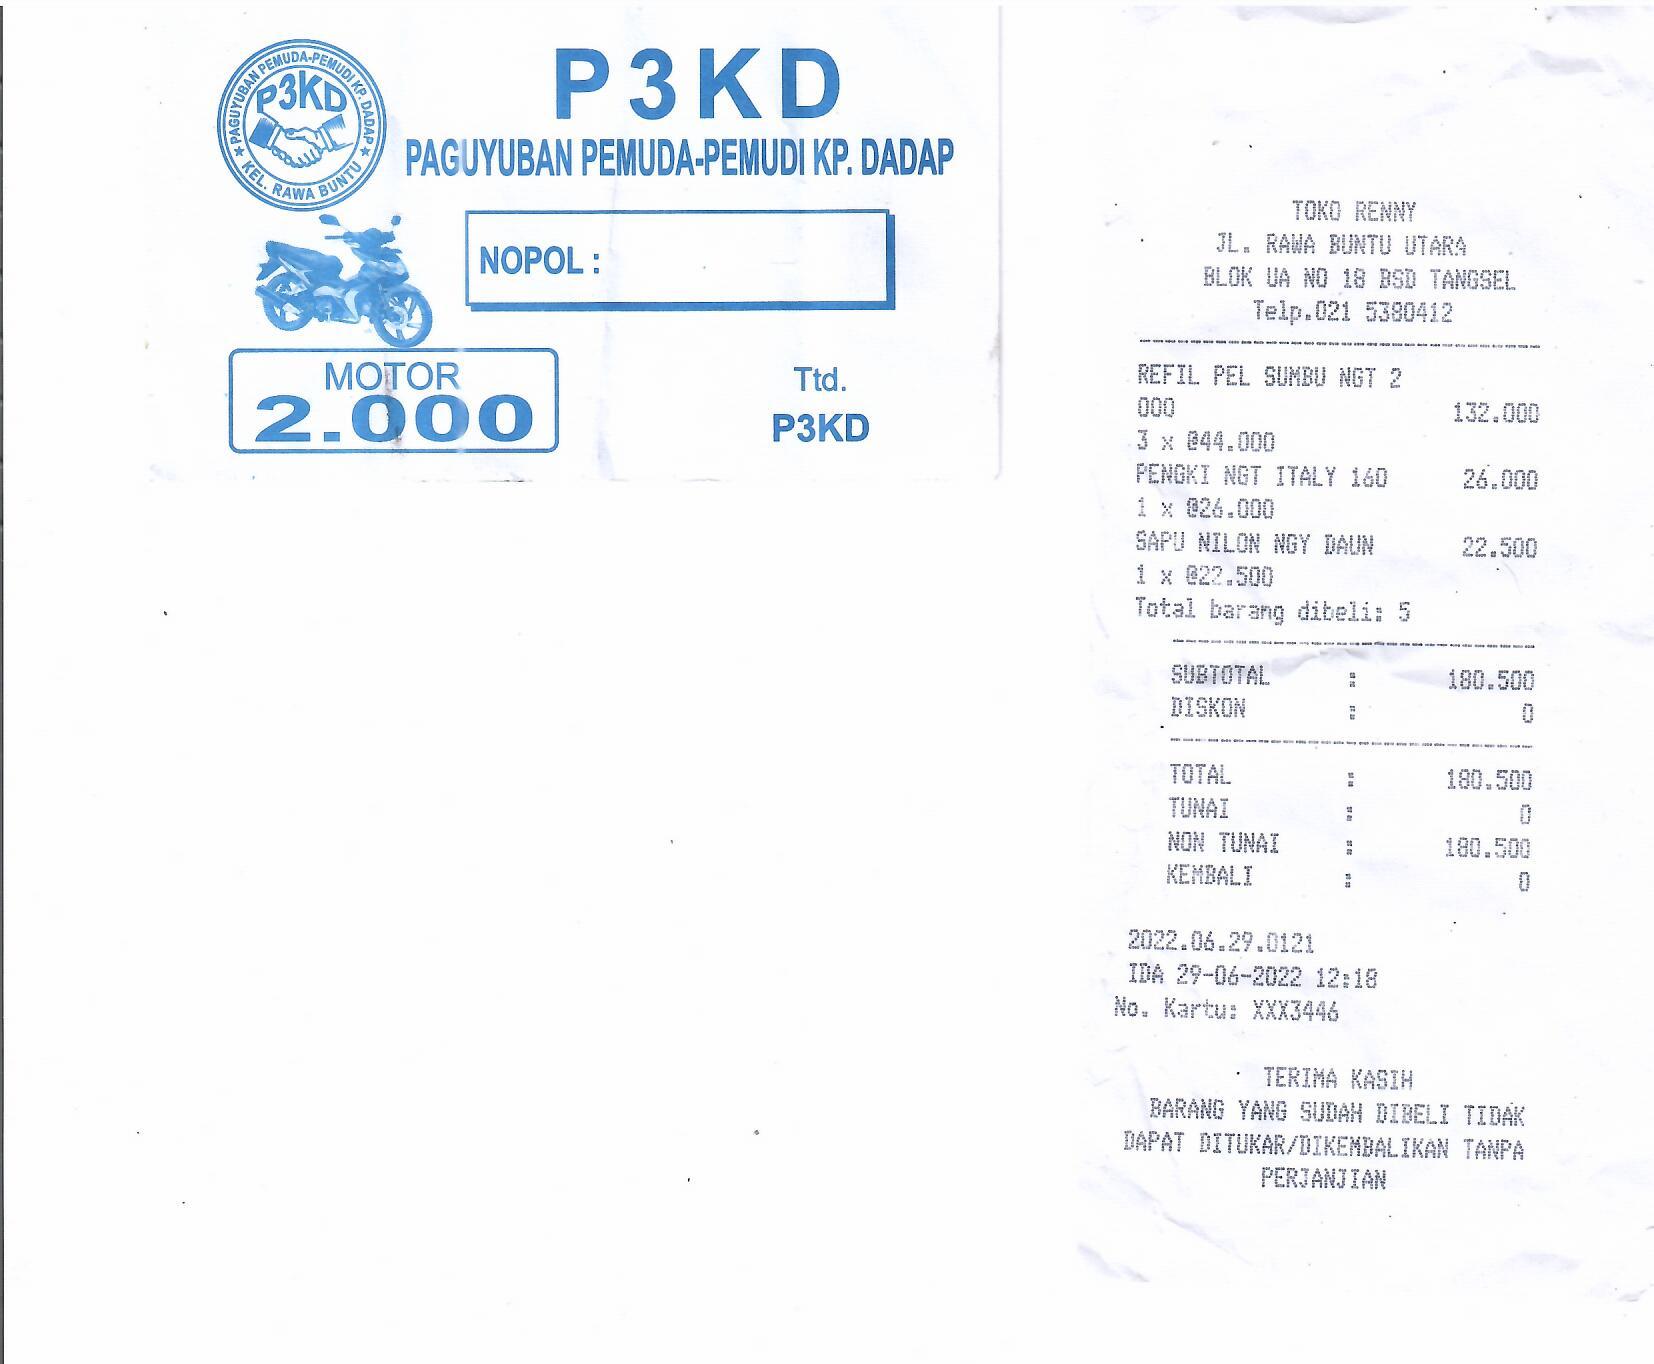 PAGUYUBAN PEMUDA-PEMUDI KP. DADAP
P3KD
★ KEL. RAWA BUNTU ★
P3KD
PAGUYUBAN PEMUDA-PEMUDI KP. DADAP
NOPOL :
MOTOR
2.000
Ttd.
P3KD
TOKO RENNY
JL. RAWA BUNTU UTARA
BLOK UA NO 18 BSD TANGSEL
Telp.021 5380412
REFIL PEL SUMBU NGT 2
000 132.000
3 x @44.000
PENGKI NGT ITALY 160 26.000
1 x @26.000
SAPU NILON NGY DAUN 22.500
1 x @22.500
Total barang dibeli: 5
SUBTOTAL : 180.500
DISKON : 0
TOTAL : 180.500
TUNAI : 0
NON TUNAI : 180.500
KEMBALI : 0
2022.06.29.0121
IDA 29-06-2022 12:18
No. Kartu: XXX3446
TERIMA KASIH
BARANG YANG SUDAH DIBELI TIDAK
DAPAT DITUKAR/DIKEMBALIKAN TANPA
PERJANJIAN